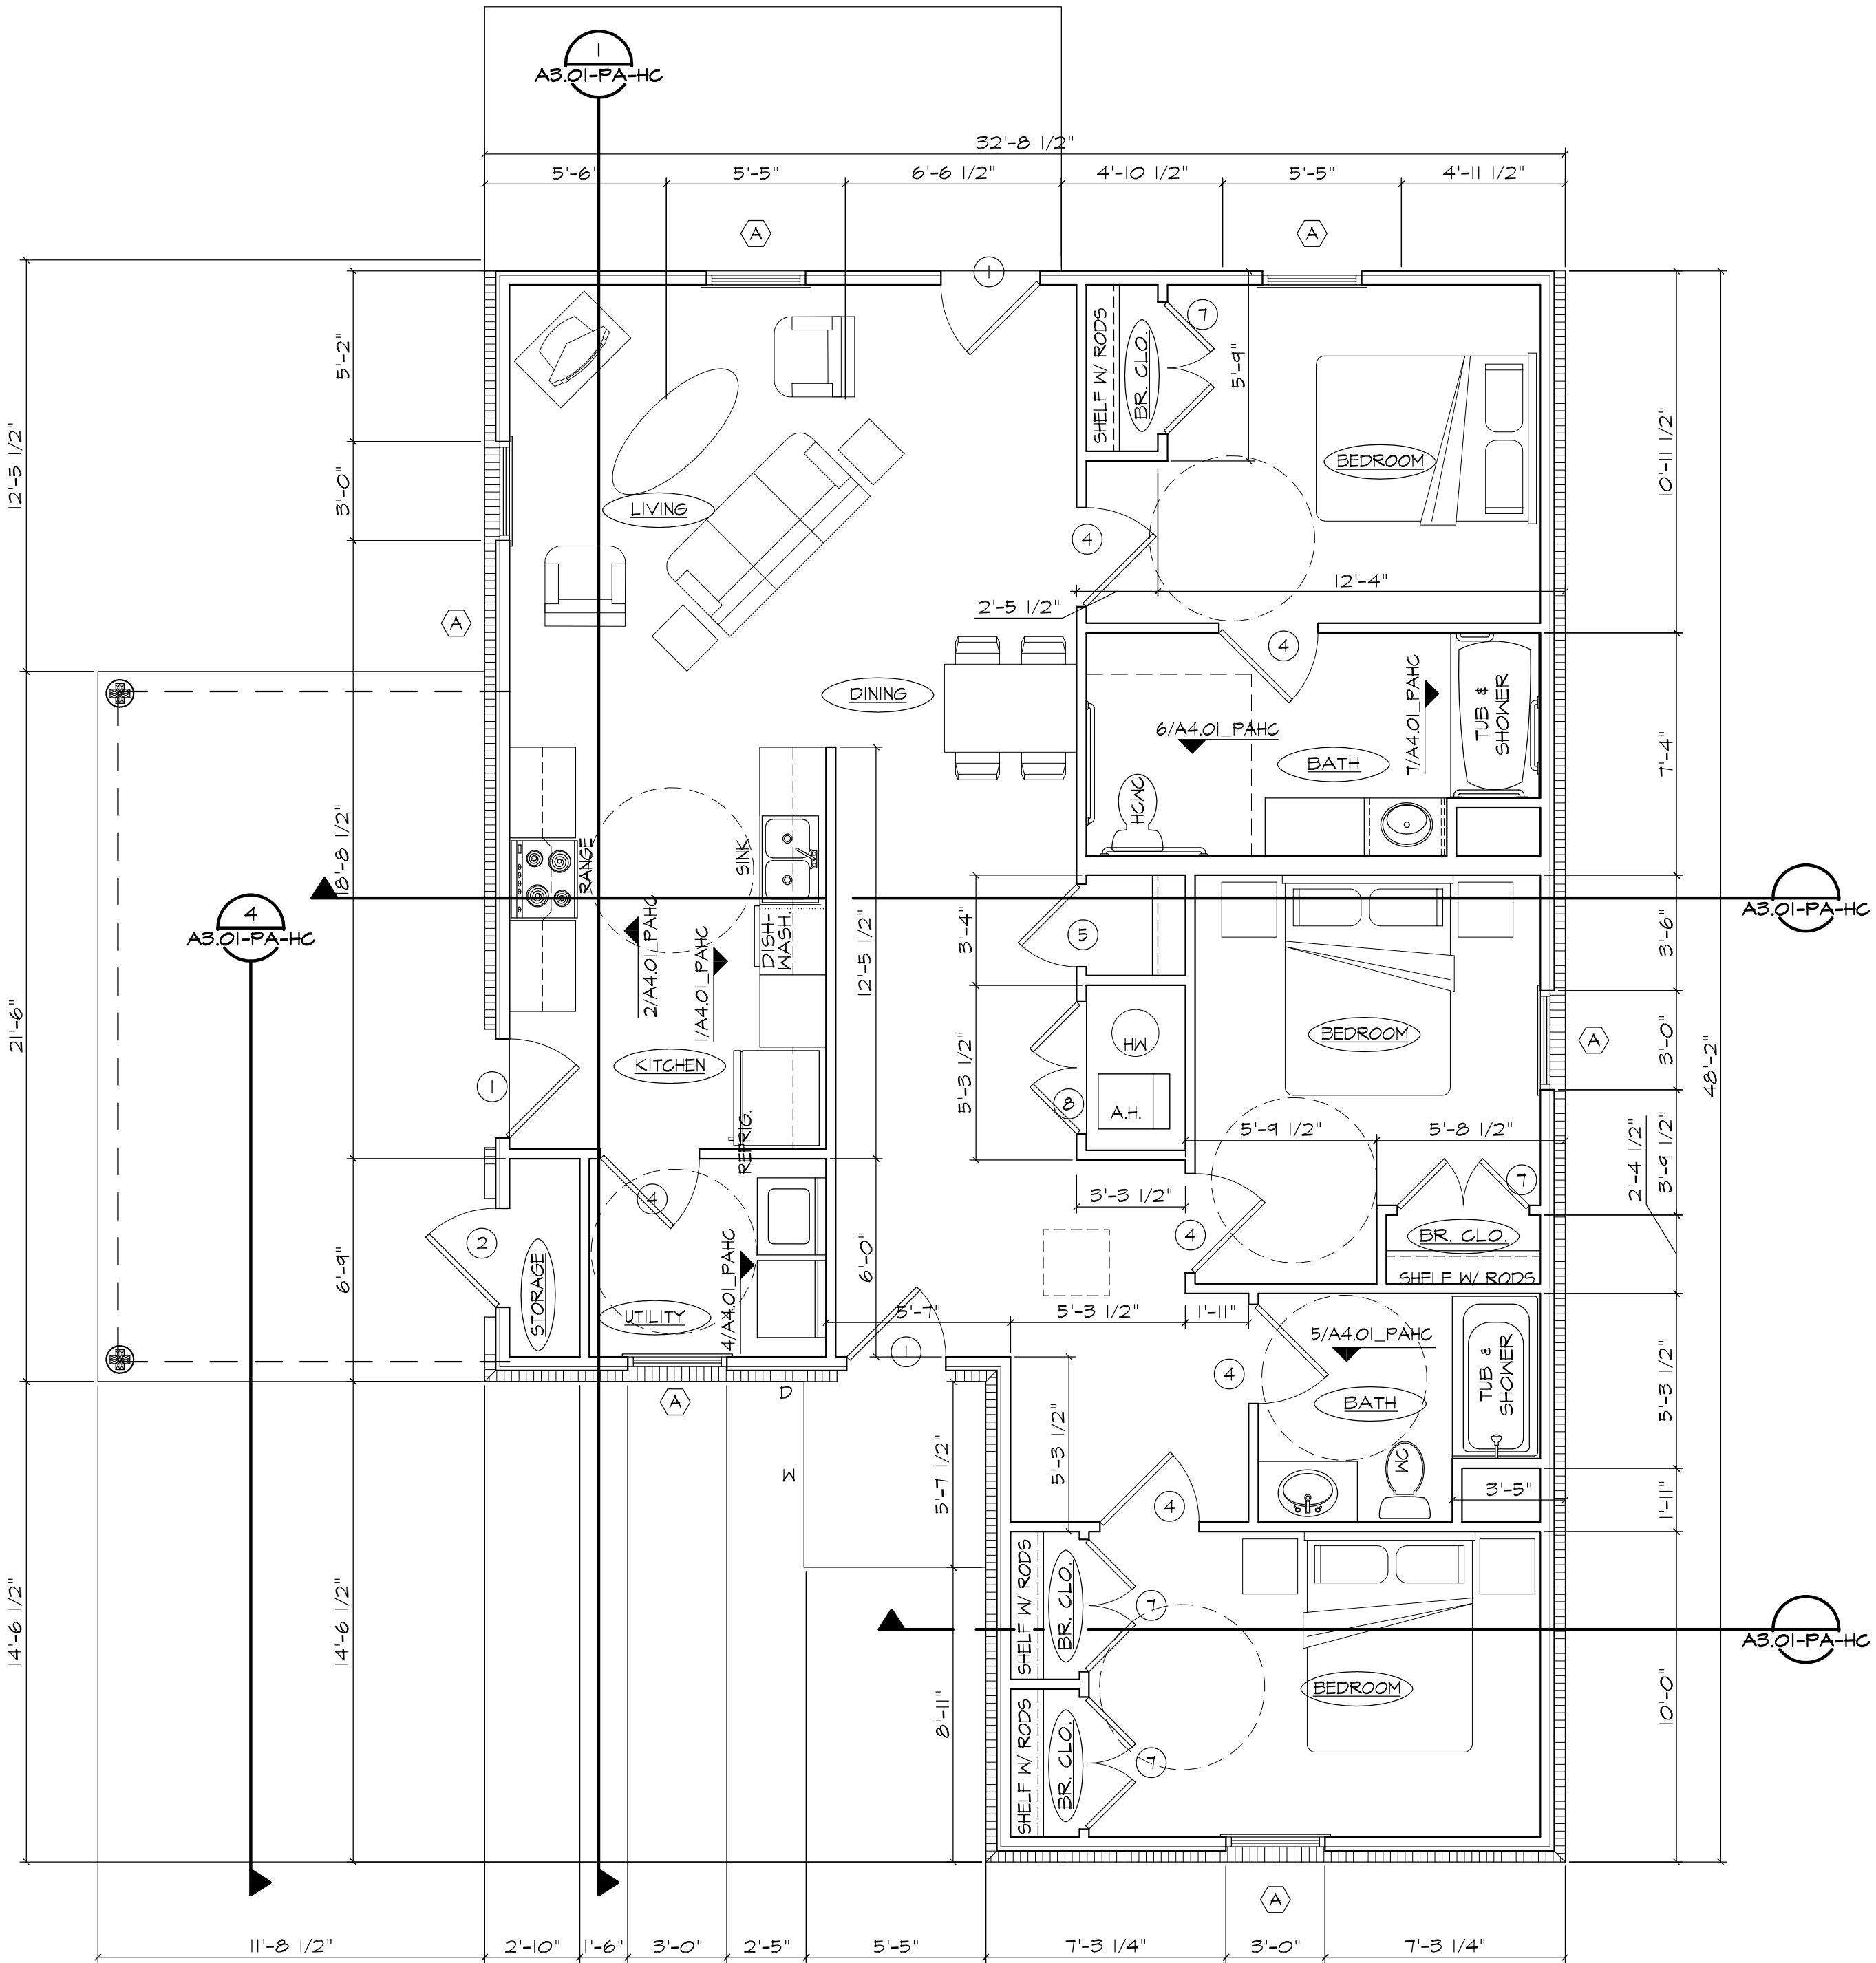 1
A3.01-PA-HC
32'-8 1/2"
5'-6"
5'-5"
6'-6 1/2"
4'-10 1/2"
5'-5"
4'-11 1/2"
A
A
1
7
SHELF W/ RODS
BR. CLO.
5'-9"
BEDROOM
5'-2"
12'-5 1/2"
3'-0"
10'-11 1/2"
LIVING
4
12'-4"
2'-5 1/2"
A
4
DINING
6/A4.01_PAHC
7/A4.01_PAHC
TUB &
SHOWER
BATH
7'-4"
HCWC
18'-8 1/2"
RANGE
SINK
4
A3.01-PA-HC
A3.01-PA-HC
2/A4.01_PAHC
1/A4.01_PAHC
DISH-
WASH.
12'-5 1/2"
3'-4"
5
3'-6"
21'-6"
KITCHEN
1
REPRIG.
5'-3 1/2"
HW
8
A.H.
BEDROOM
A
3'-0"
48'-2"
5'-9 1/2"
5'-8 1/2"
2'-4 1/2"
3'-9 1/2"
3'-3 1/2"
7
4
2
4
BR. CLO.
SHELF W/ RODS
6'-9"
STORAGE
UTILITY
4/A4.01_PAHC
6'-0"
5'-7"
5'-3 1/2"
1'-11"
1
5/A4.01_PAHC
4
BATH
TUB &
SHOWER
5'-3 1/2"
A
D
W
5'-7 1/2"
5'-3 1/2"
WC
3'-5"
1'-11"
4
14'-6 1/2"
14'-6 1/2"
SHELF W/ RODS
BR. CLO.
7
A3.01-PA-HC
8'-11"
BEDROOM
10'-0"
SHELF W/ RODS
BR. CLO.
7
A
11'-8 1/2"
2'-10"
1'-6"
3'-0"
2'-5"
5'-5"
7'-3 1/4"
3'-0"
7'-3 1/4"